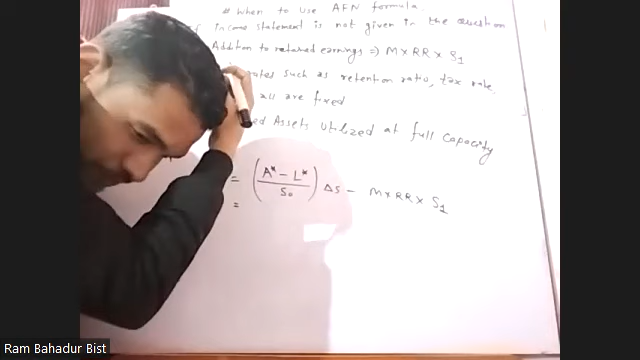 # when to use AFN formula.
if income statement is not given in the question
Addition to retained earnings => M×RR×S1
such as retention ratio, tax rate,
all are fixed
Assets utilized at full capacity
= (A* - L* / S0) ΔS - M×RR×S1
=
Ram Bahadur Bist